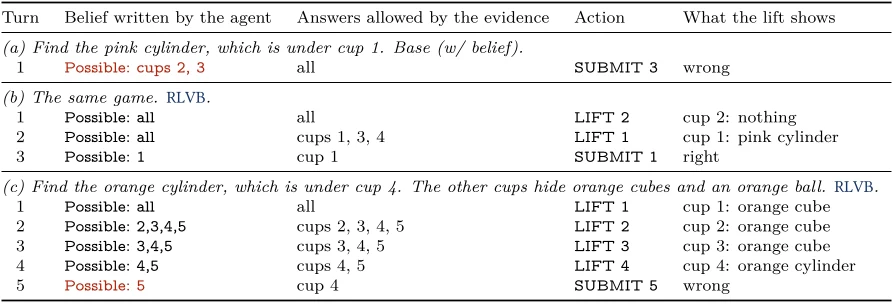 Turn Belief written by the agent Answers allowed by the evidence Action What the lift shows
(a) Find the pink cylinder, which is under cup 1. Base (w/ belief).
1 Possible: cups 2, 3 all SUBMIT 3 wrong
(b) The same game. RLVB.
1 Possible: all all LIFT 2 cup 2: nothing
2 Possible: all cups 1, 3, 4 LIFT 1 cup 1: pink cylinder
3 Possible: 1 cup 1 SUBMIT 1 right
(c) Find the orange cylinder, which is under cup 4. The other cups hide orange cubes and an orange ball. RLVB.
1 Possible: all all LIFT 1 cup 1: orange cube
2 Possible: 2,3,4,5 cups 2, 3, 4, 5 LIFT 2 cup 2: orange cube
3 Possible: 3,4,5 cups 3, 4, 5 LIFT 3 cup 3: orange cube
4 Possible: 4,5 cups 4, 5 LIFT 4 cup 4: orange cylinder
5 Possible: 5 cup 4 SUBMIT 5 wrong